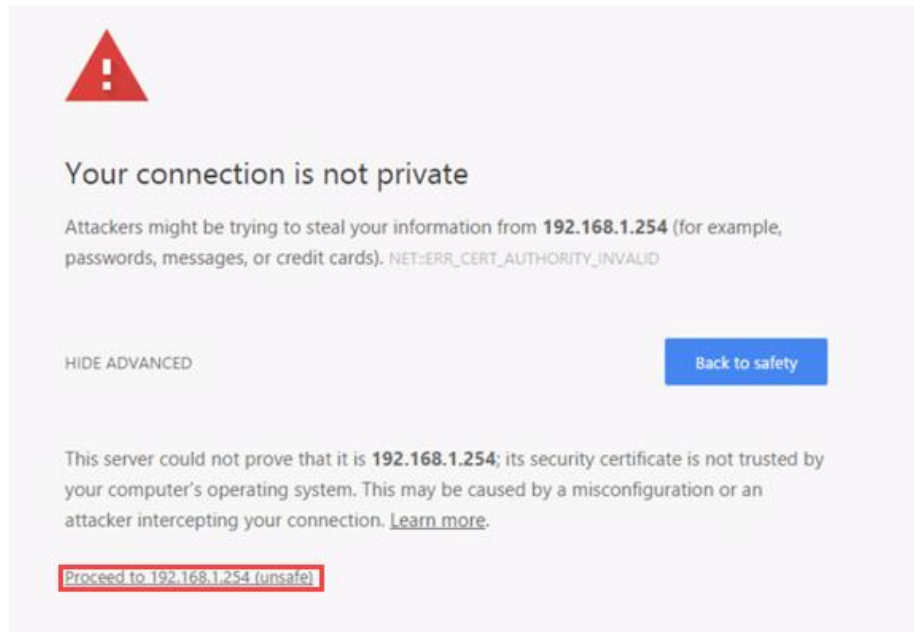 Your connection is not private
Attackers might be trying to steal your information from 192.168.1.254 (for example,
passwords, messages, or credit cards). NET::ERR_CERT_AUTHORITY_INVALID
HIDE ADVANCED
Back to safety
This server could not prove that it is 192.168.1.254; its security certificate is not trusted by
your computer's operating system. This may be caused by a misconfiguration or an
attacker intercepting your connection. Learn more.
Proceed to 192.168.1.254 (unsafe)